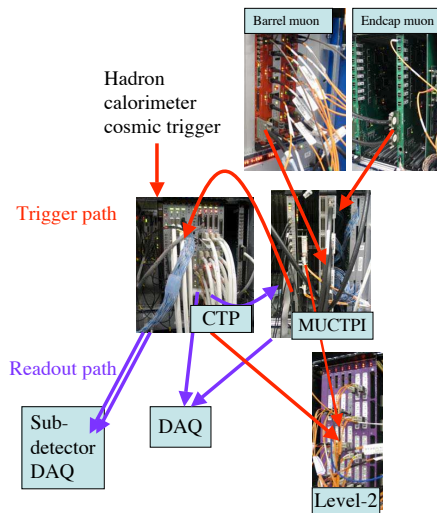 Barrel muon
Endcap muon
Hadron
calorimeter
cosmic trigger
Trigger path
CTP
MUCTPI
Readout path
Sub-
detector
DAQ
DAQ
Level-2